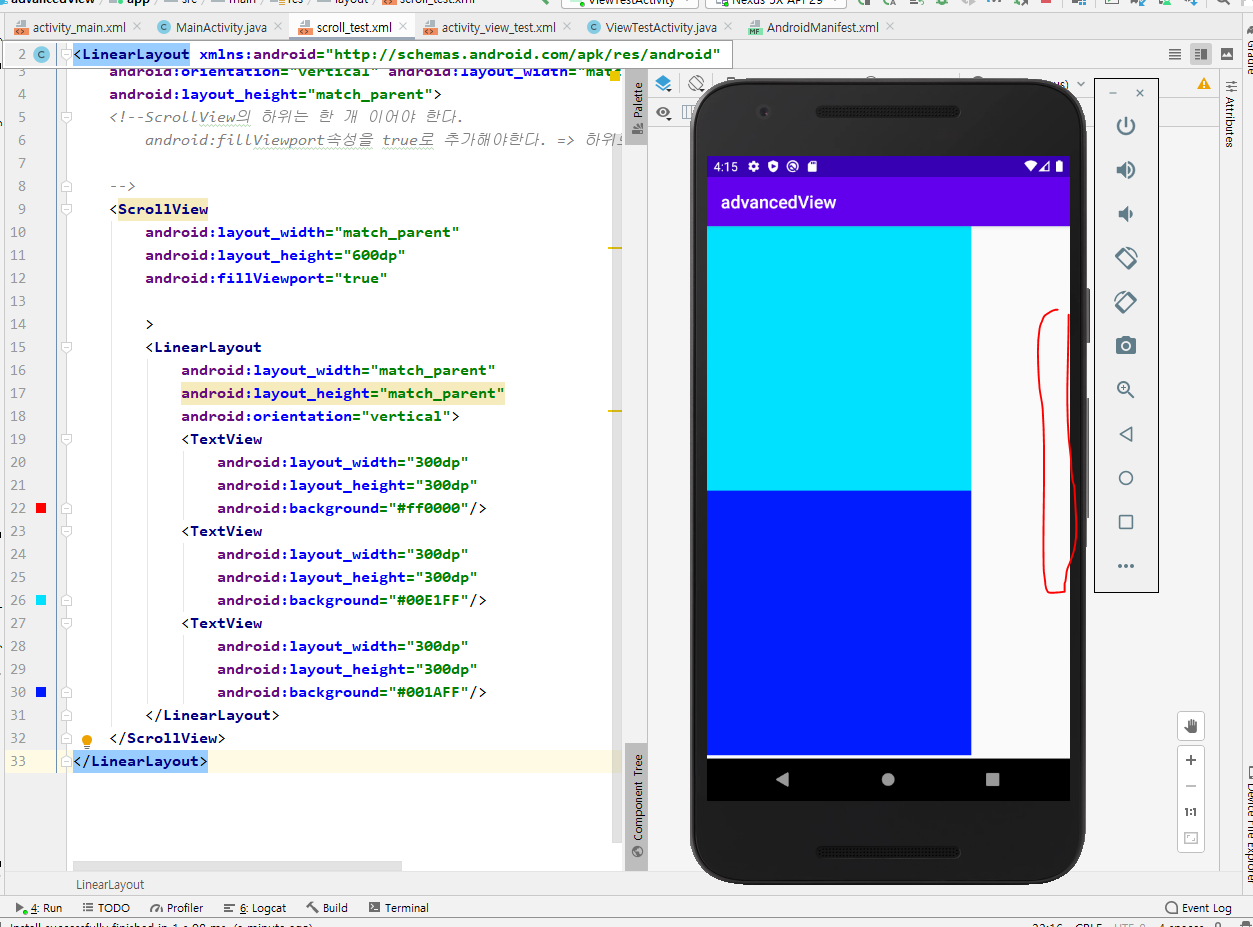 advancedView
app
src
main
res
layout
scroll_test.xml
ViewTestActivity
Nexus 5X API 29
activity_main.xml
MainActivity.java
scroll_test.xml
activity_view_test.xml
ViewTestActivity.java
AndroidManifest.xml
2 <LinearLayout xmlns:android="http://schemas.android.com/apk/res/android"
3 android:orientation="vertical" android:layout_width="matc
4 android:layout_height="match_parent">
5 <!--ScrollView의 하위는 한 개 이어야 한다.
6 android:fillViewport속성을 true로 추가해야한다. => 하위
7
8 -->
9 <ScrollView
10 android:layout_width="match_parent"
11 android:layout_height="600dp"
12 android:fillViewport="true"
13
14 >
15 <LinearLayout
16 android:layout_width="match_parent"
17 android:layout_height="match_parent"
18 android:orientation="vertical">
19 <TextView
20 android:layout_width="300dp"
21 android:layout_height="300dp"
22 android:background="#ff0000"/>
23 <TextView
24 android:layout_width="300dp"
25 android:layout_height="300dp"
26 android:background="#00E1FF"/>
27 <TextView
28 android:layout_width="300dp"
29 android:layout_height="300dp"
30 android:background="#001AFF"/>
31 </LinearLayout>
32 </ScrollView>
33 </LinearLayout>
Palette
Component Tree
4:15
advancedView
Gradle
Attributes
1:1
Device File Explorer
LinearLayout
4: Run
TODO
Profiler
6: Logcat
Build
Terminal
Event Log